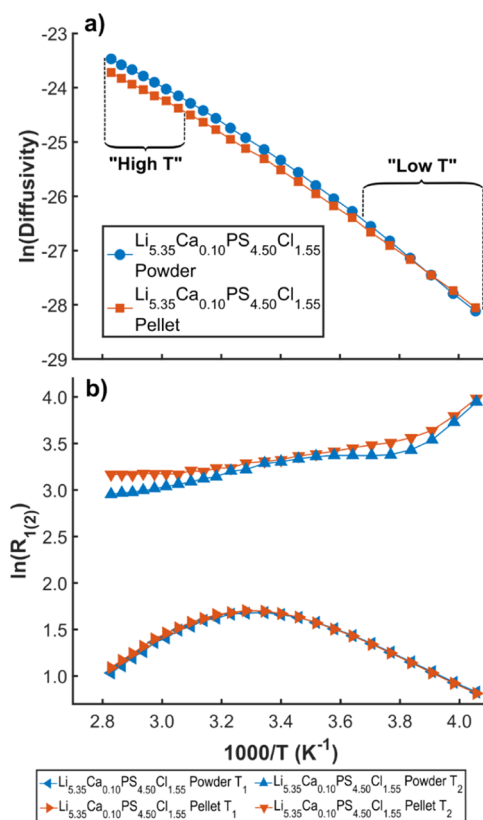 a)
-23
-24
-25
-26
-27
-28
-29
ln(Diffusivity)
"High T"
"Low T"
Li5.35Ca0.10PS4.50Cl1.55
Powder
Li5.35Ca0.10PS4.50Cl1.55
Pellet
b)
4.0
3.5
3.0
2.5
2.0
1.5
1.0
ln(R1(2))
2.8 3.0 3.2 3.4 3.6 3.8 4.0
1000/T (K-1)
Li5.35Ca0.10PS4.50Cl1.55 Powder T1 Li5.35Ca0.10PS4.50Cl1.55 Powder T2
Li5.35Ca0.10PS4.50Cl1.55 Pellet T1 Li5.35Ca0.10PS4.50Cl1.55 Pellet T2